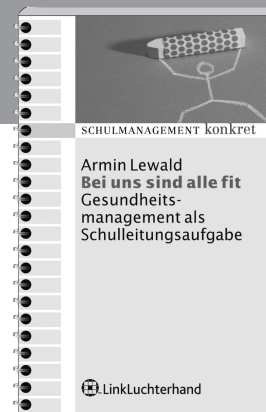 SCHULMANAGEMENT konkret
Armin Lewald
Bei uns sind alle fit
Gesundheits-
management als
Schulleitungsaufgabe
LinkLuchterhand